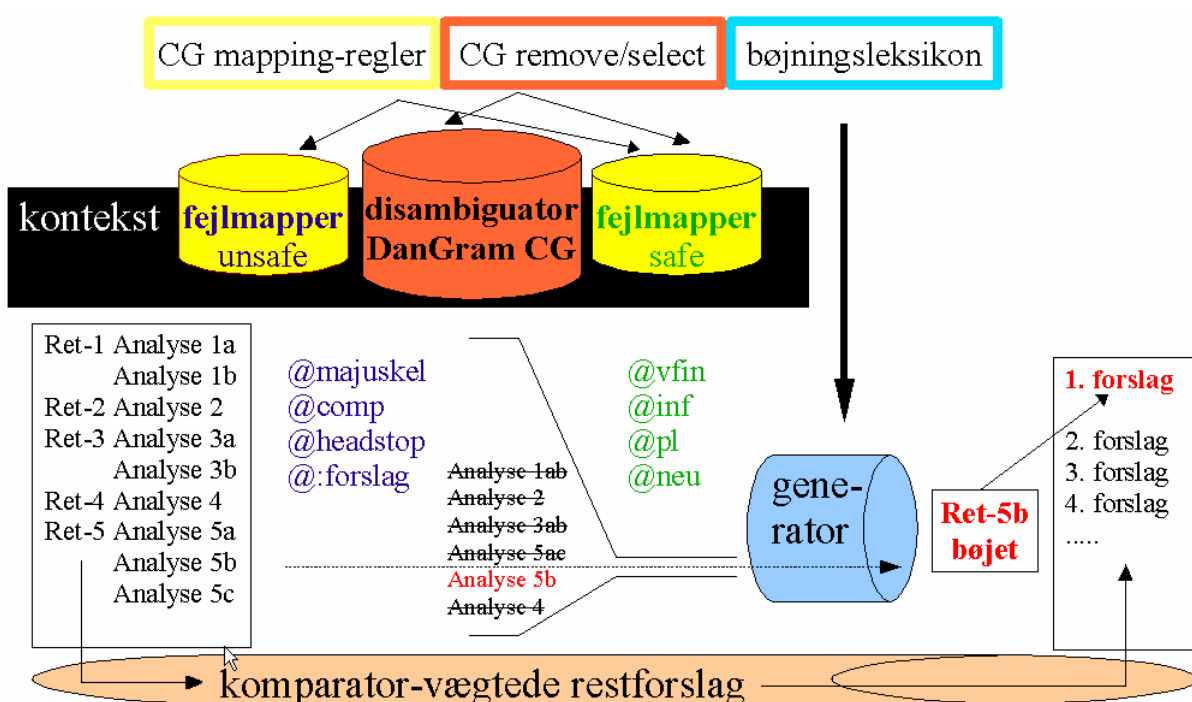 CG mapping-regler
CG remove/select
bøjningsleksikon
kontekst
fejlmapper
unsafe
disambiguator
DanGram CG
fejlmapper
safe
Ret-1 Analyse 1a
Analyse 1b
Ret-2 Analyse 2
Ret-3 Analyse 3a
Analyse 3b
Ret-4 Analyse 4
Ret-5 Analyse 5a
Analyse 5b
Analyse 5c
@majuskel
@comp
@headstop
@:forslag
Analyse 1ab
Analyse 2
Analyse 3ab
Analyse 5ac
Analyse 5b
Analyse 4
@vfin
@inf
@pl
@neu
gene-
rator
Ret-5b
bøjet
1. forslag
2. forslag
3. forslag
4. forslag
.....
komparator-vægtede restforslag